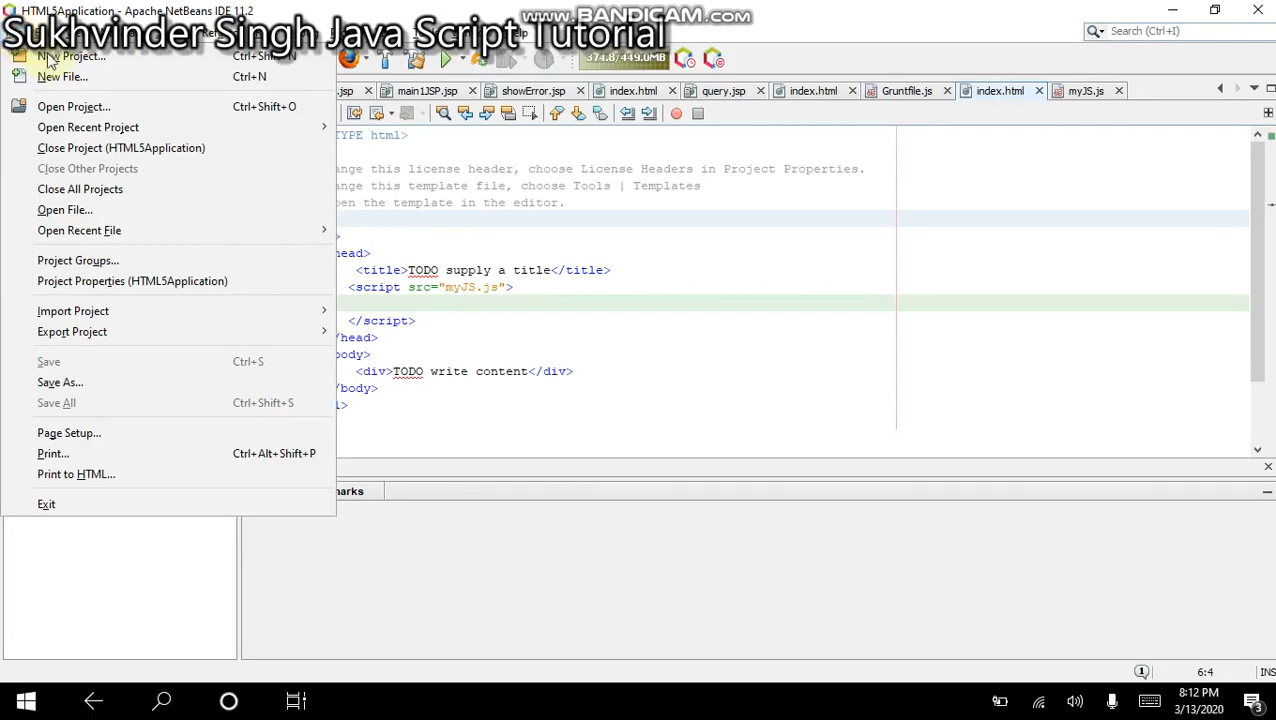 HTML5Application - Apache NetBeans IDE 11.2
www.BANDICAM.com
Sukhvinder Singh Java Script Tutorial
Search (Ctrl+I)
New Project... Ctrl+Shift+N
374.8/449.0MB
New File... Ctrl+N
.jsp main1JSP.jsp showError.jsp index.html query.jsp index.html Gruntfile.js index.html myJS.js
Open Project... Ctrl+Shift+O
Open Recent Project
Close Project (HTML5Application)
Close Other Projects
Close All Projects
Open File...
Open Recent File
Project Groups...
Project Properties (HTML5Application)
Import Project
Export Project
Save Ctrl+S
Save As...
Save All Ctrl+Shift+S
Page Setup...
Print... Ctrl+Alt+Shift+P
Print to HTML...
Exit
TYPE html>
ange this license header, choose License Headers in Project Properties.
ange this template file, choose Tools | Templates
pen the template in the editor.
>
head>
<title>TODO supply a title</title>
<script src="myJS.js">
</script>
/head>
body>
<div>TODO write content</div>
/body>
l>
arks
6:4 INS
8:12 PM
3/13/2020
3